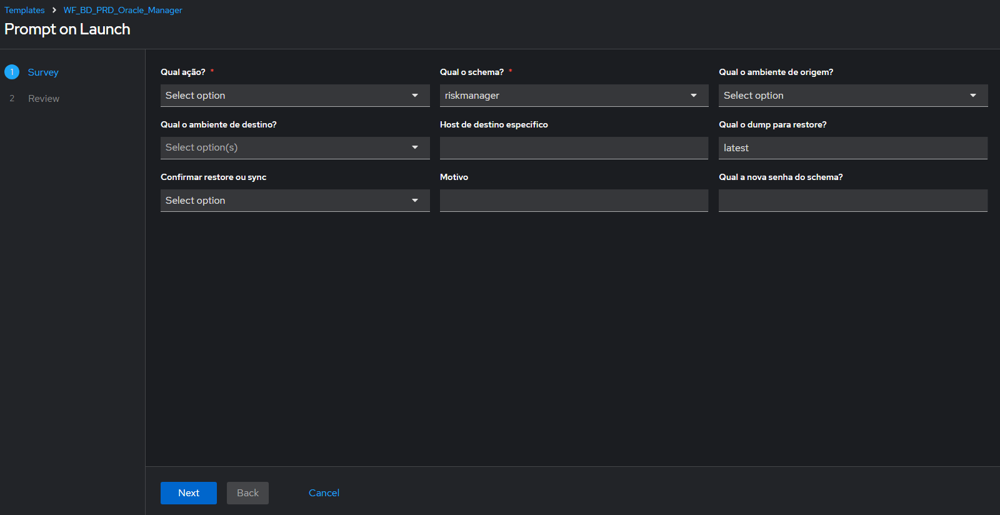 Templates > WF_BD_PRD_Oracle_Manager
Prompt on Launch
1 Survey
2 Review
Qual ação? *
Select option
Qual o schema? *
riskmanager
Qual o ambiente de origem?
Select option
Qual o ambiente de destino?
Select option(s)
Host de destino especifico
Qual o dump para restore?
latest
Confirmar restore ou sync
Select option
Motivo
Qual a nova senha do schema?
Next
Back
Cancel